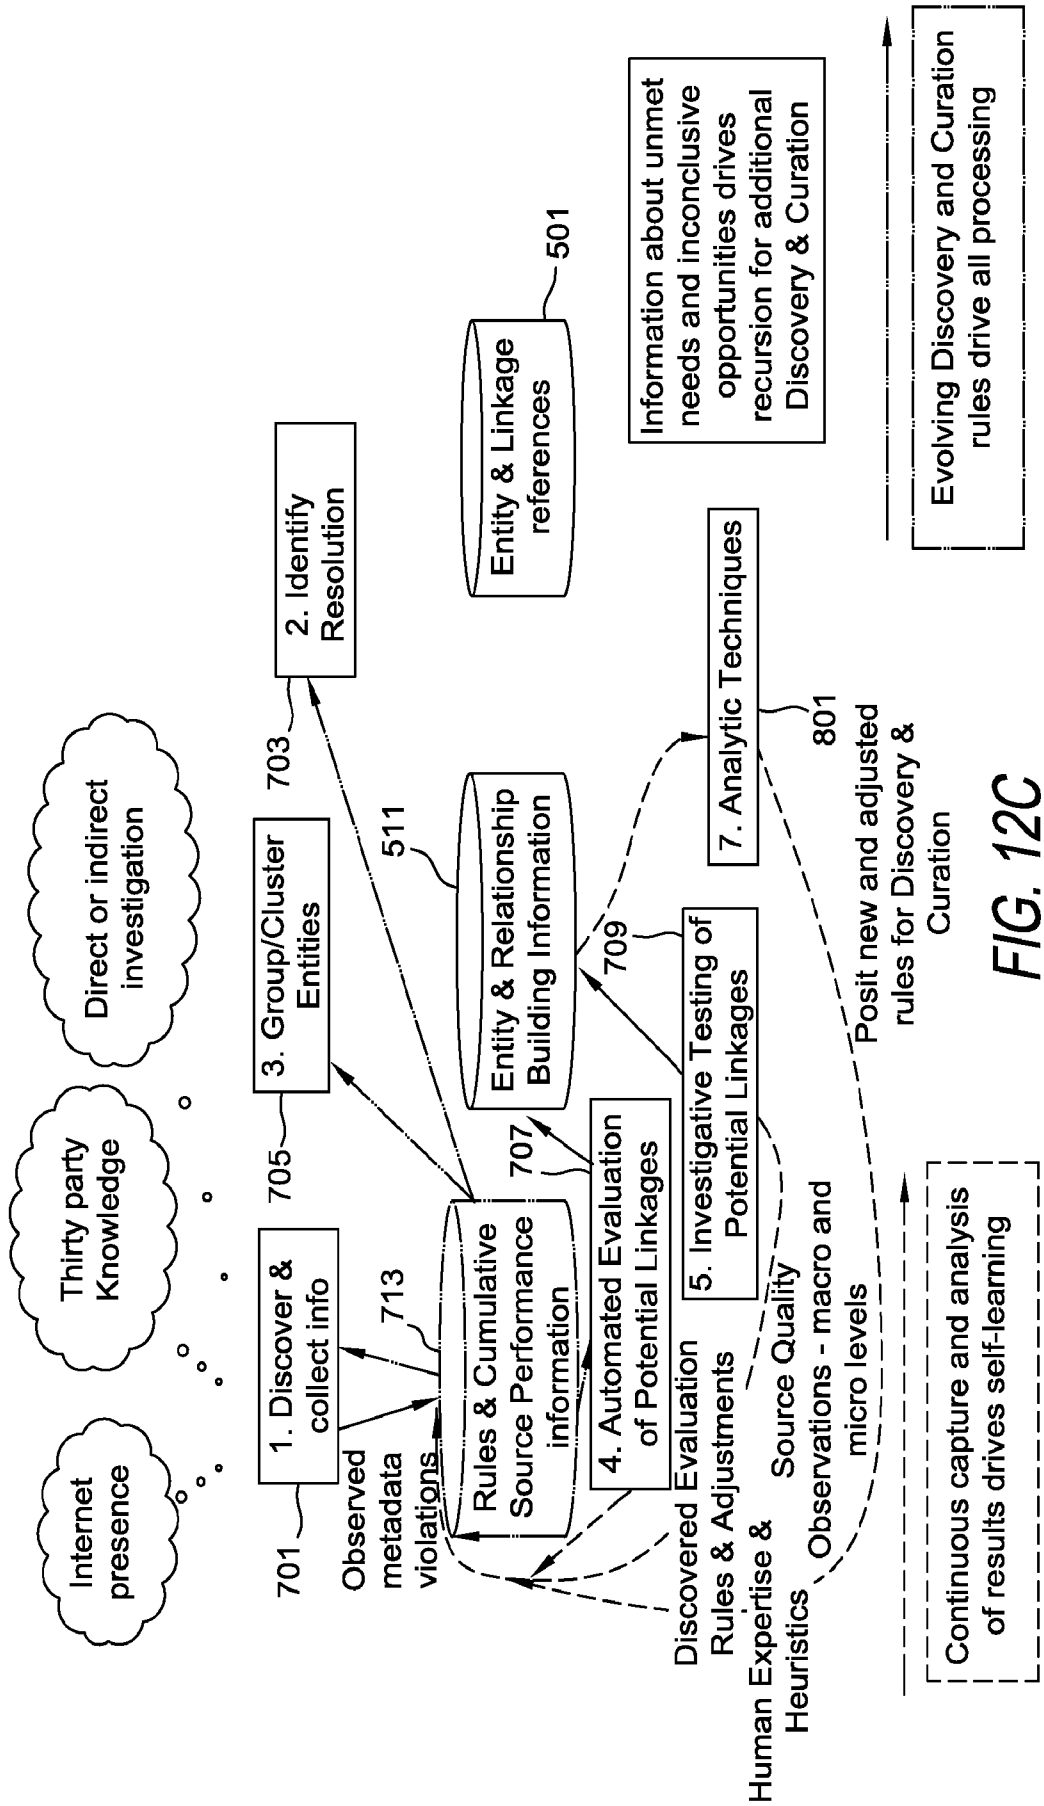 Internet
presence
Thirty party
Knowledge
Direct or indirect
investigation
701
1. Discover &
collect info
705
3. Group/Cluster
Entities
703
2. Identify
Resolution
Observed
metadata
violations
713
Rules & Cumulative
Source Performance
information
511
Entity & Relationship
Building Information
501
Entity & Linkage
references
707
4. Automated Evaluation
of Potential Linkages
709
5. Investigative Testing of
Potential Linkages
7. Analytic Techniques
801
Information about unmet
needs and inconclusive
opportunities drives
recursion for additional
Discovery & Curation
Discovered Evaluation
Rules & Adjustments
Human Expertise &
Heuristics
Source Quality
Observations - macro and
micro levels
Posit new and adjusted
rules for Discovery &
Curation
Continuous capture and analysis
of results drives self-learning
Evolving Discovery and Curation
rules drive all processing
FIG. 12C